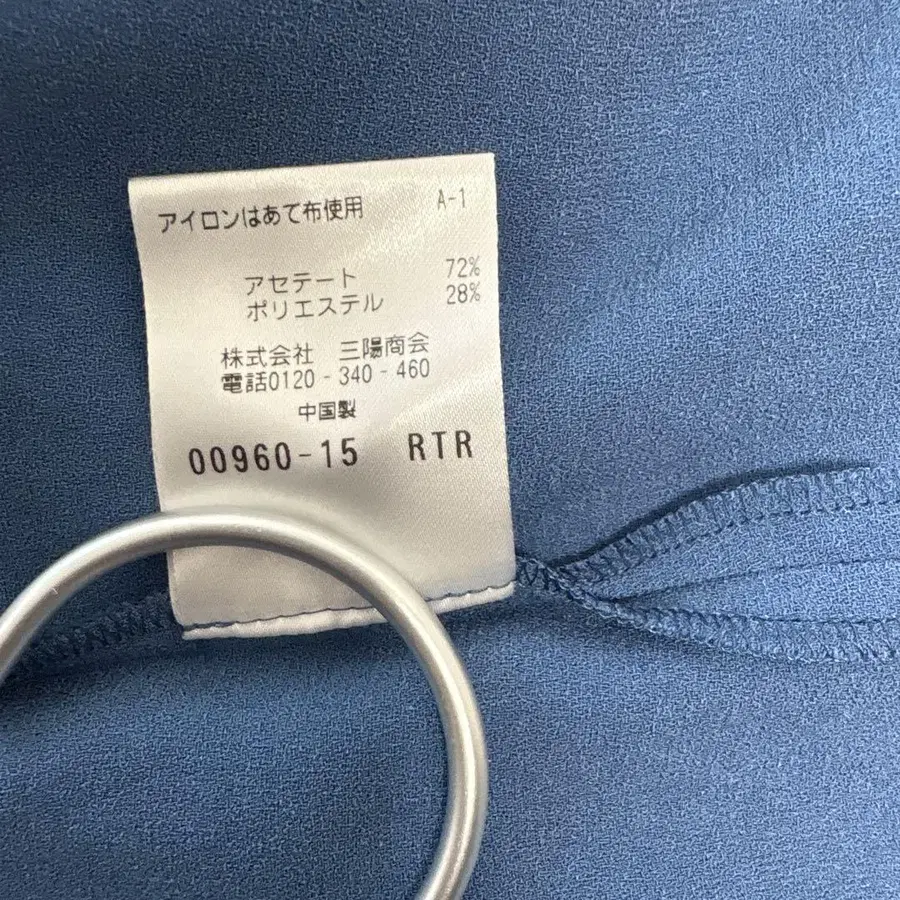 アイロンはあて布使用 A-1
アセテート 72%
ポリエステル 28%
株式会社 三陽商会
電話0120-340-460
中国製
00960-15 RTR